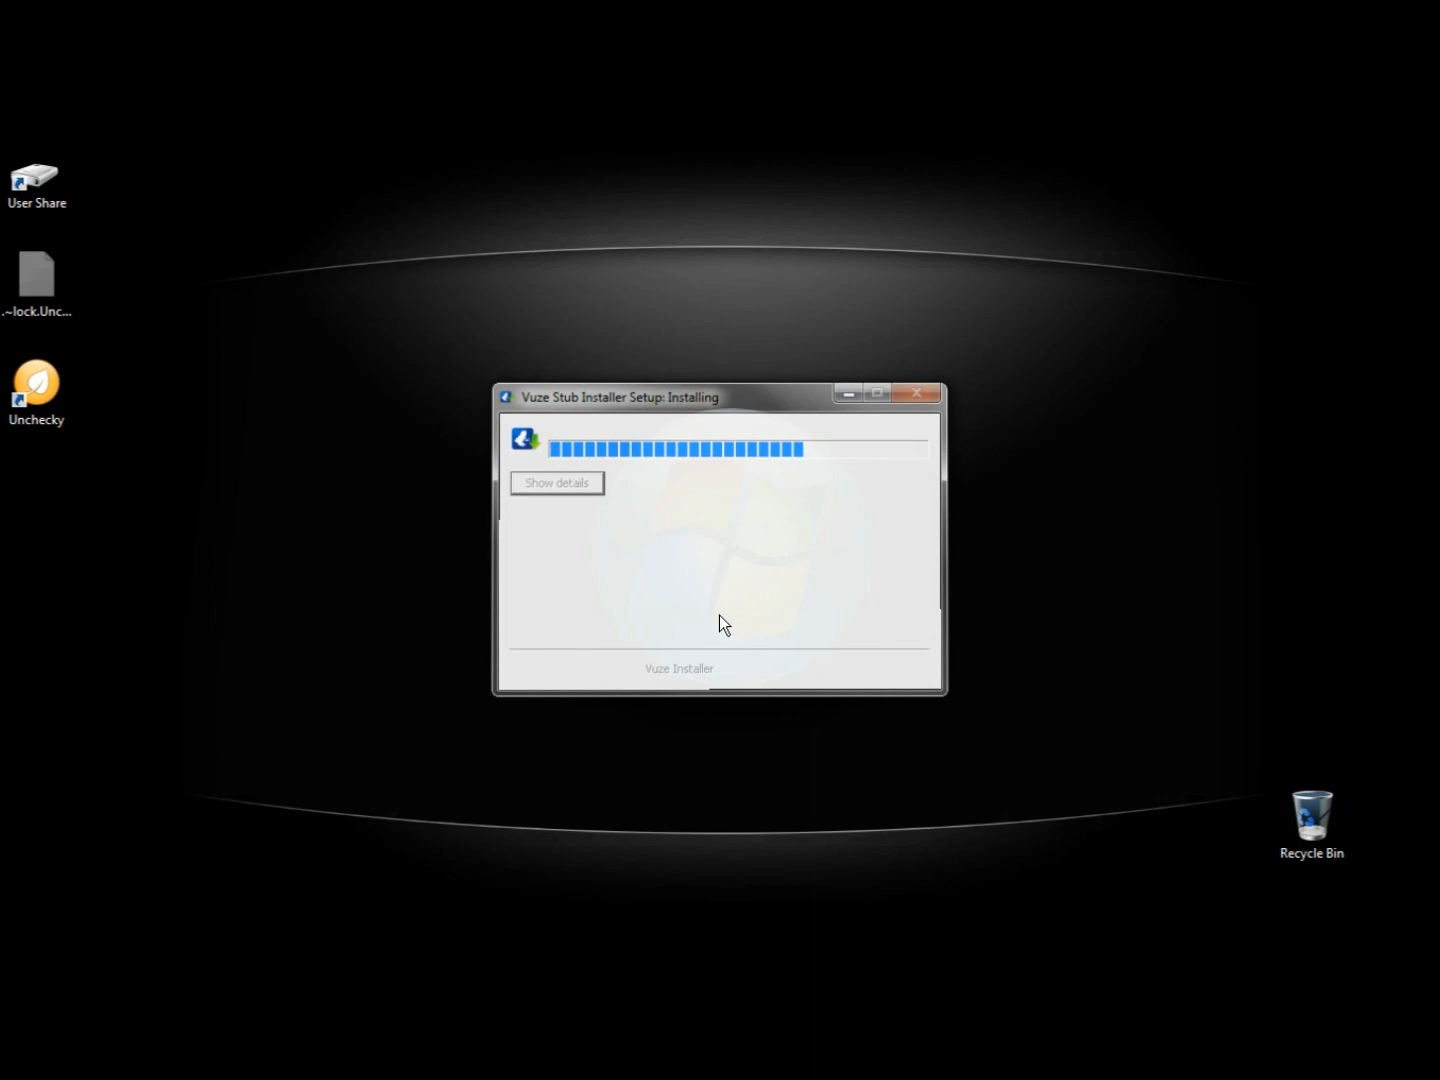 User Share
.~lock.Unc...
Unchecky
Vuze Stub Installer Setup: Installing
Show details
Vuze Installer
Recycle Bin